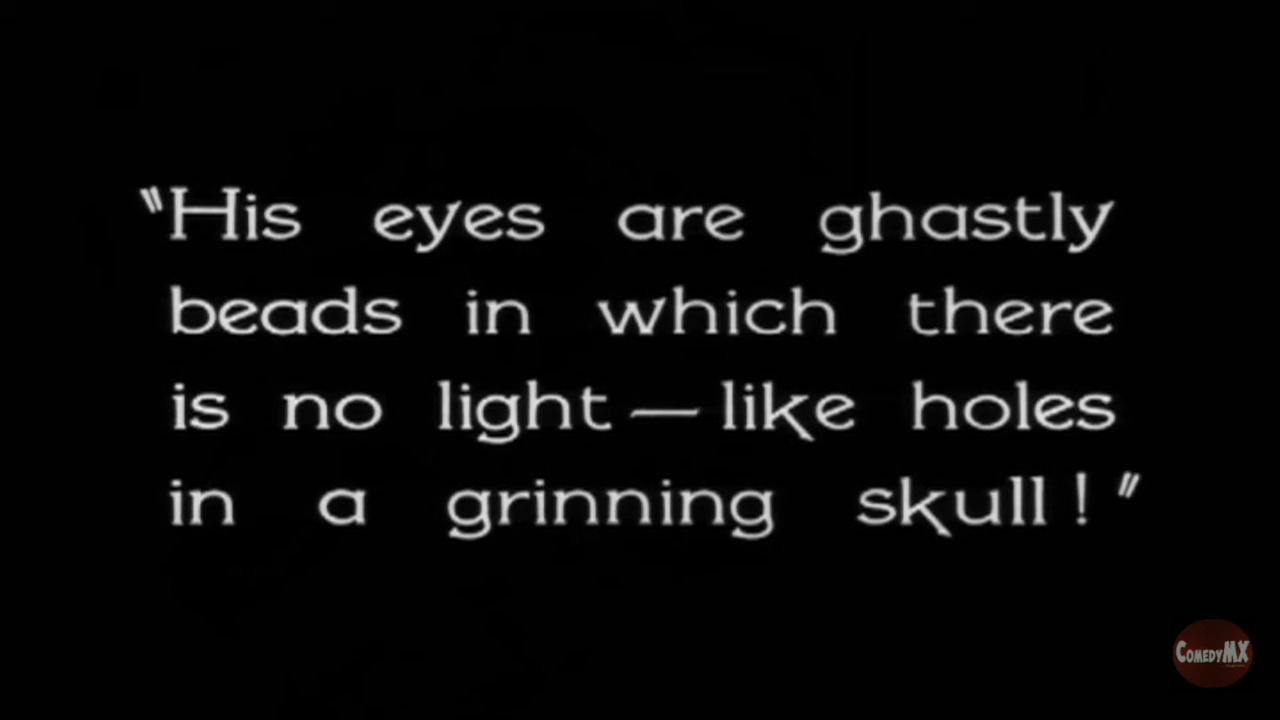 "His eyes are ghastly
beads in which there
is no light—like holes
in a grinning skull!"
COMEDYMX